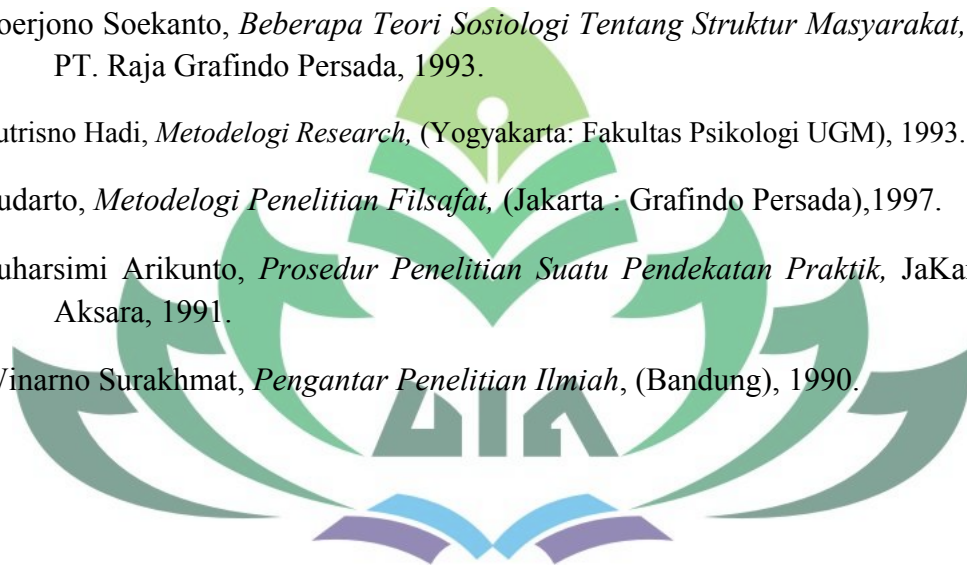 oerjono Soekanto, Beberapa Teori Sosiologi Tentang Struktur Masyarakat,
PT. Raja Grafindo Persada, 1993.
utrisno Hadi, Metodelogi Research, (Yogyakarta: Fakultas Psikologi UGM), 1993.
udarto, Metodelogi Penelitian Filsafat, (Jakarta : Grafindo Persada),1997.
uharsimi Arikunto, Prosedur Penelitian Suatu Pendekatan Praktik, JaKar
Aksara, 1991.
Winarno Surakhmat, Pengantar Penelitian Ilmiah, (Bandung), 1990.